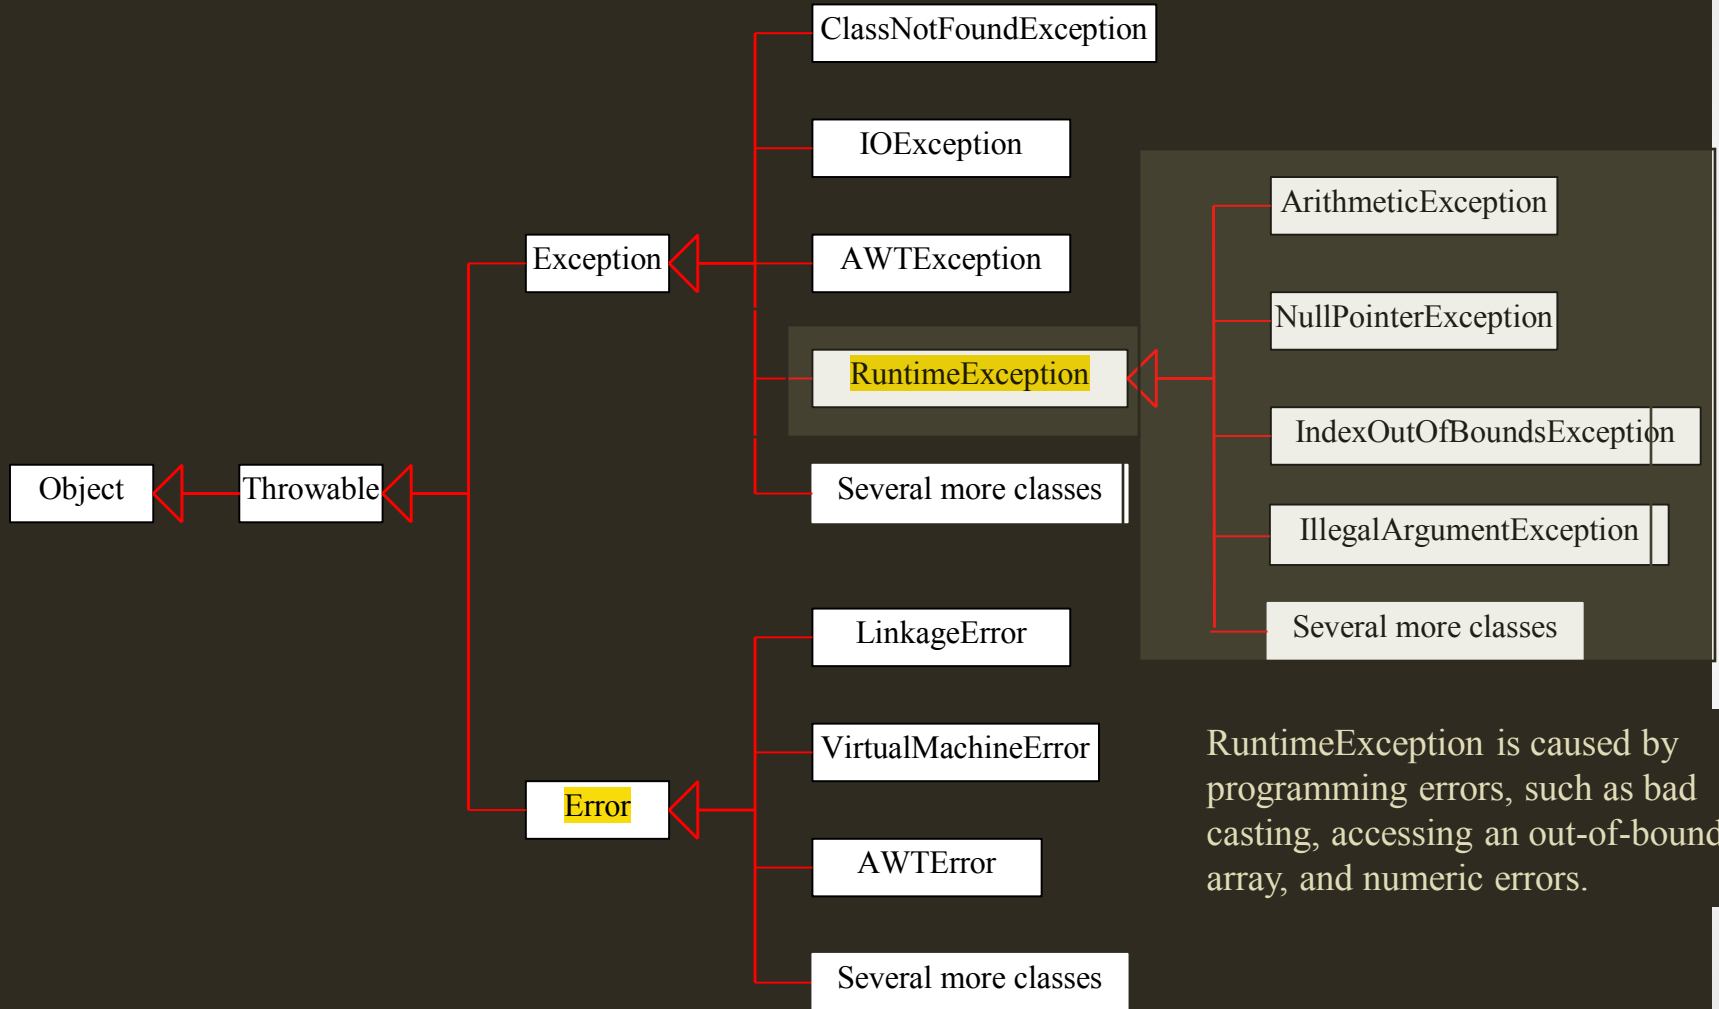 ClassNotFoundException
IOException
ArithmeticException
Exception
AWTException
NullPointerException
RuntimeException
IndexOutOfBoundsException
Object
Throwable
Several more classes
IllegalArgumentException
Several more classes
LinkageError
VirtualMachineError
Error
AWTError
Several more classes
RuntimeException is caused by
programming errors, such as bad
casting, accessing an out-of-bound
array, and numeric errors.